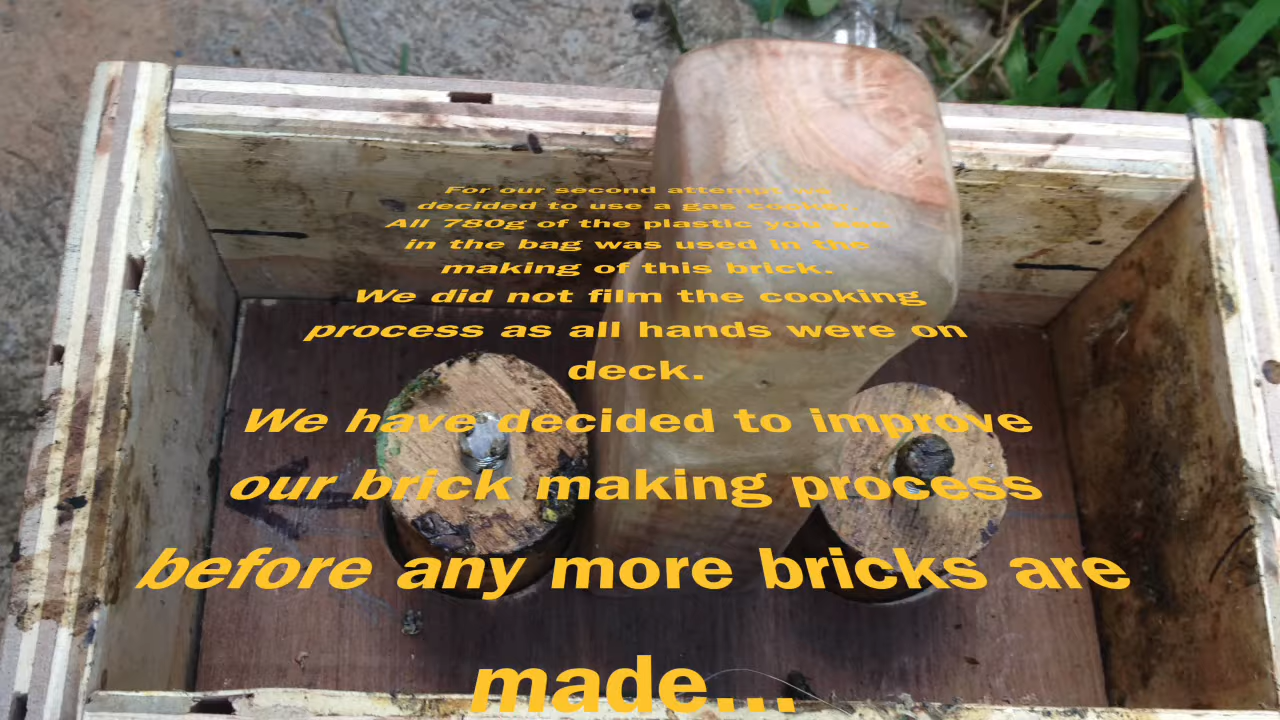 For our second attempt we
decided to use a gas cooker.
All 780g of the plastic you see
in the bag was used in the
making of this brick.
We did not film the cooking
process as all hands were on
deck.
We have decided to improve
our brick making process
before any more bricks are
made...